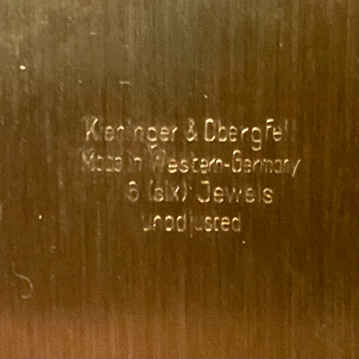 Kieninger & Obergfell
Made in Western-Germany
6 (six) Jewels
unadjusted